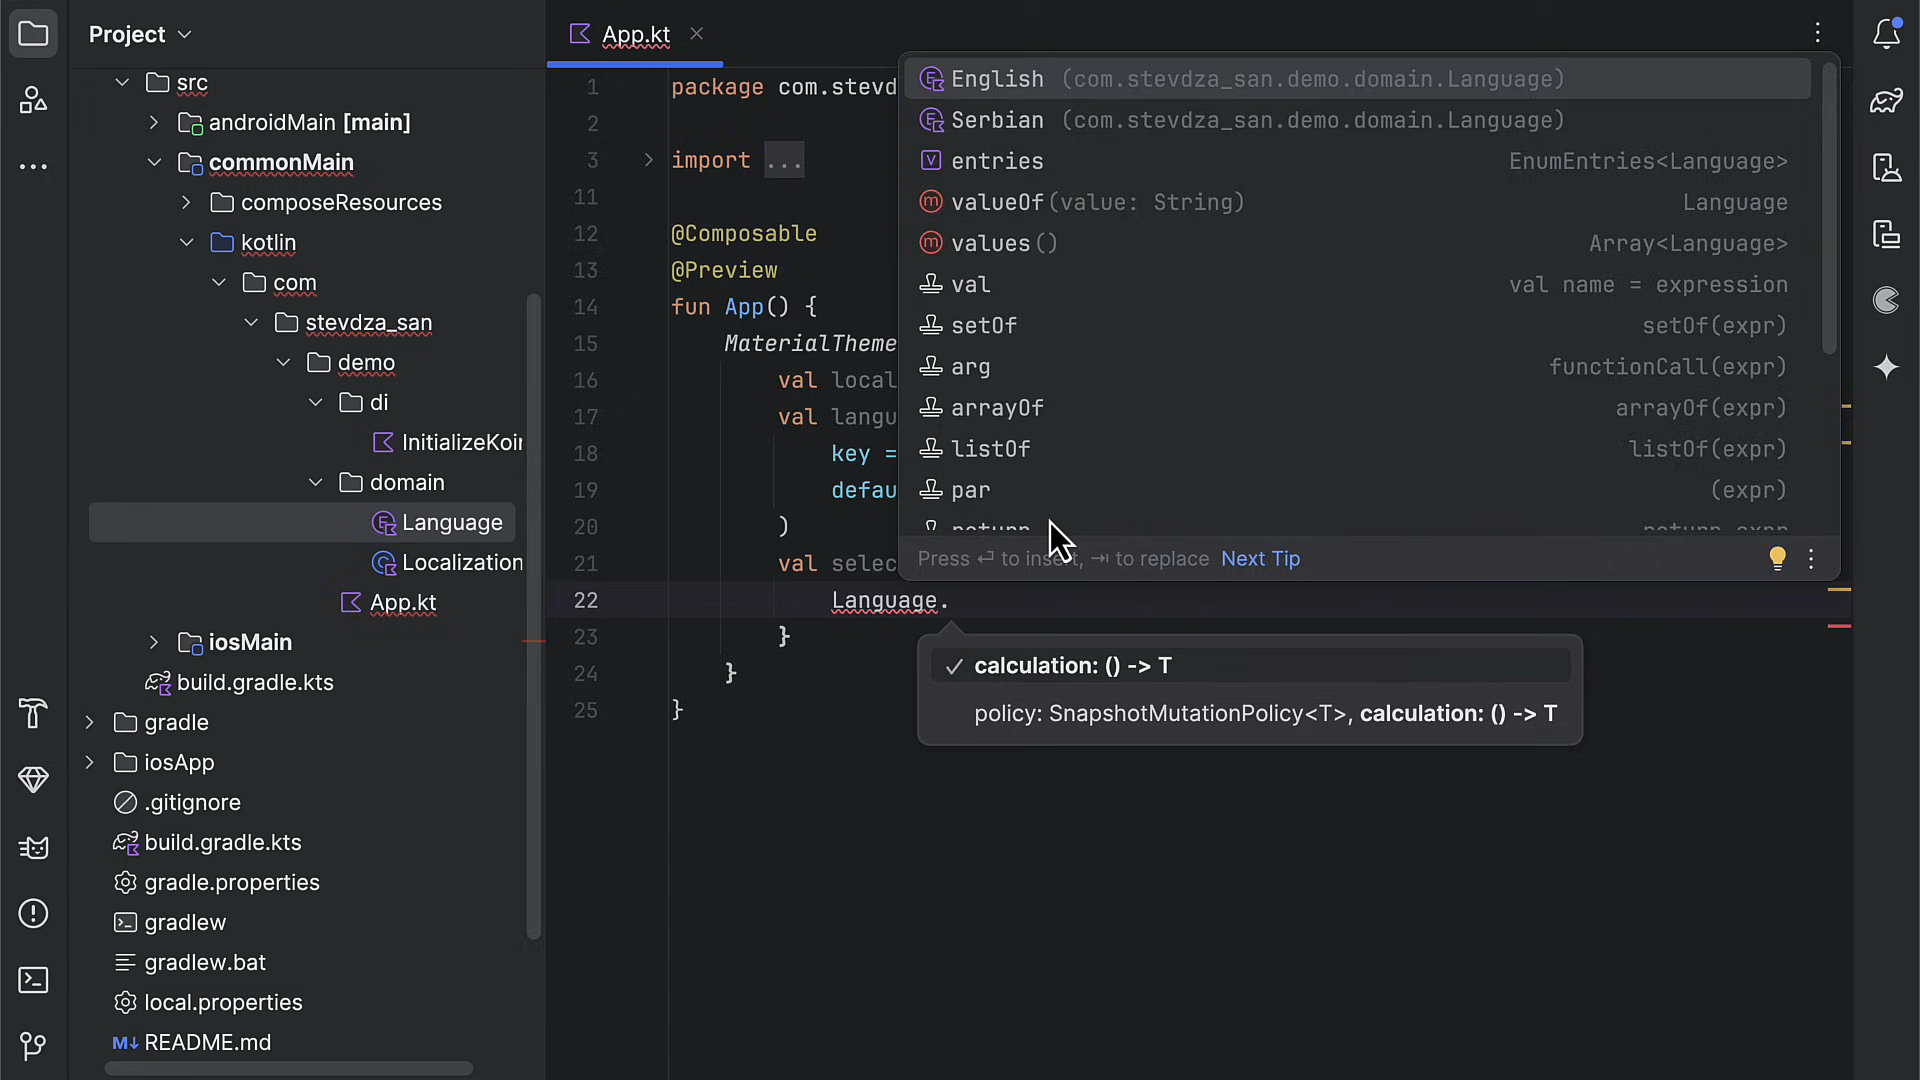 Project
src
androidMain [main]
commonMain
composeResources
kotlin
com
stevdza_san
demo
di
InitializeKoin
domain
Language
Localization
App.kt
iosMain
build.gradle.kts
gradle
iosApp
.gitignore
build.gradle.kts
gradle.properties
gradlew
gradlew.bat
local.properties
M↓ README.md
App.kt
1 package com.stevd
2
3 import ...
11
12 @Composable
13 @Preview
14 fun App() {
15 MaterialTheme
16 val local
17 val langu
18 key =
19 defau
20 )
21 val selec
22 Language.
23 }
24 }
25 }
English (com.stevdza_san.demo.domain.Language)
Serbian (com.stevdza_san.demo.domain.Language)
entries EnumEntries<Language>
valueOf(value: String) Language
values() Array<Language>
val val name = expression
setOf setOf(expr)
arg functionCall(expr)
arrayOf arrayOf(expr)
listOf listOf(expr)
par (expr)
return return expr
Press ↵ to insert, ⇥ to replace Next Tip
calculation: () -> T
policy: SnapshotMutationPolicy<T>, calculation: () -> T